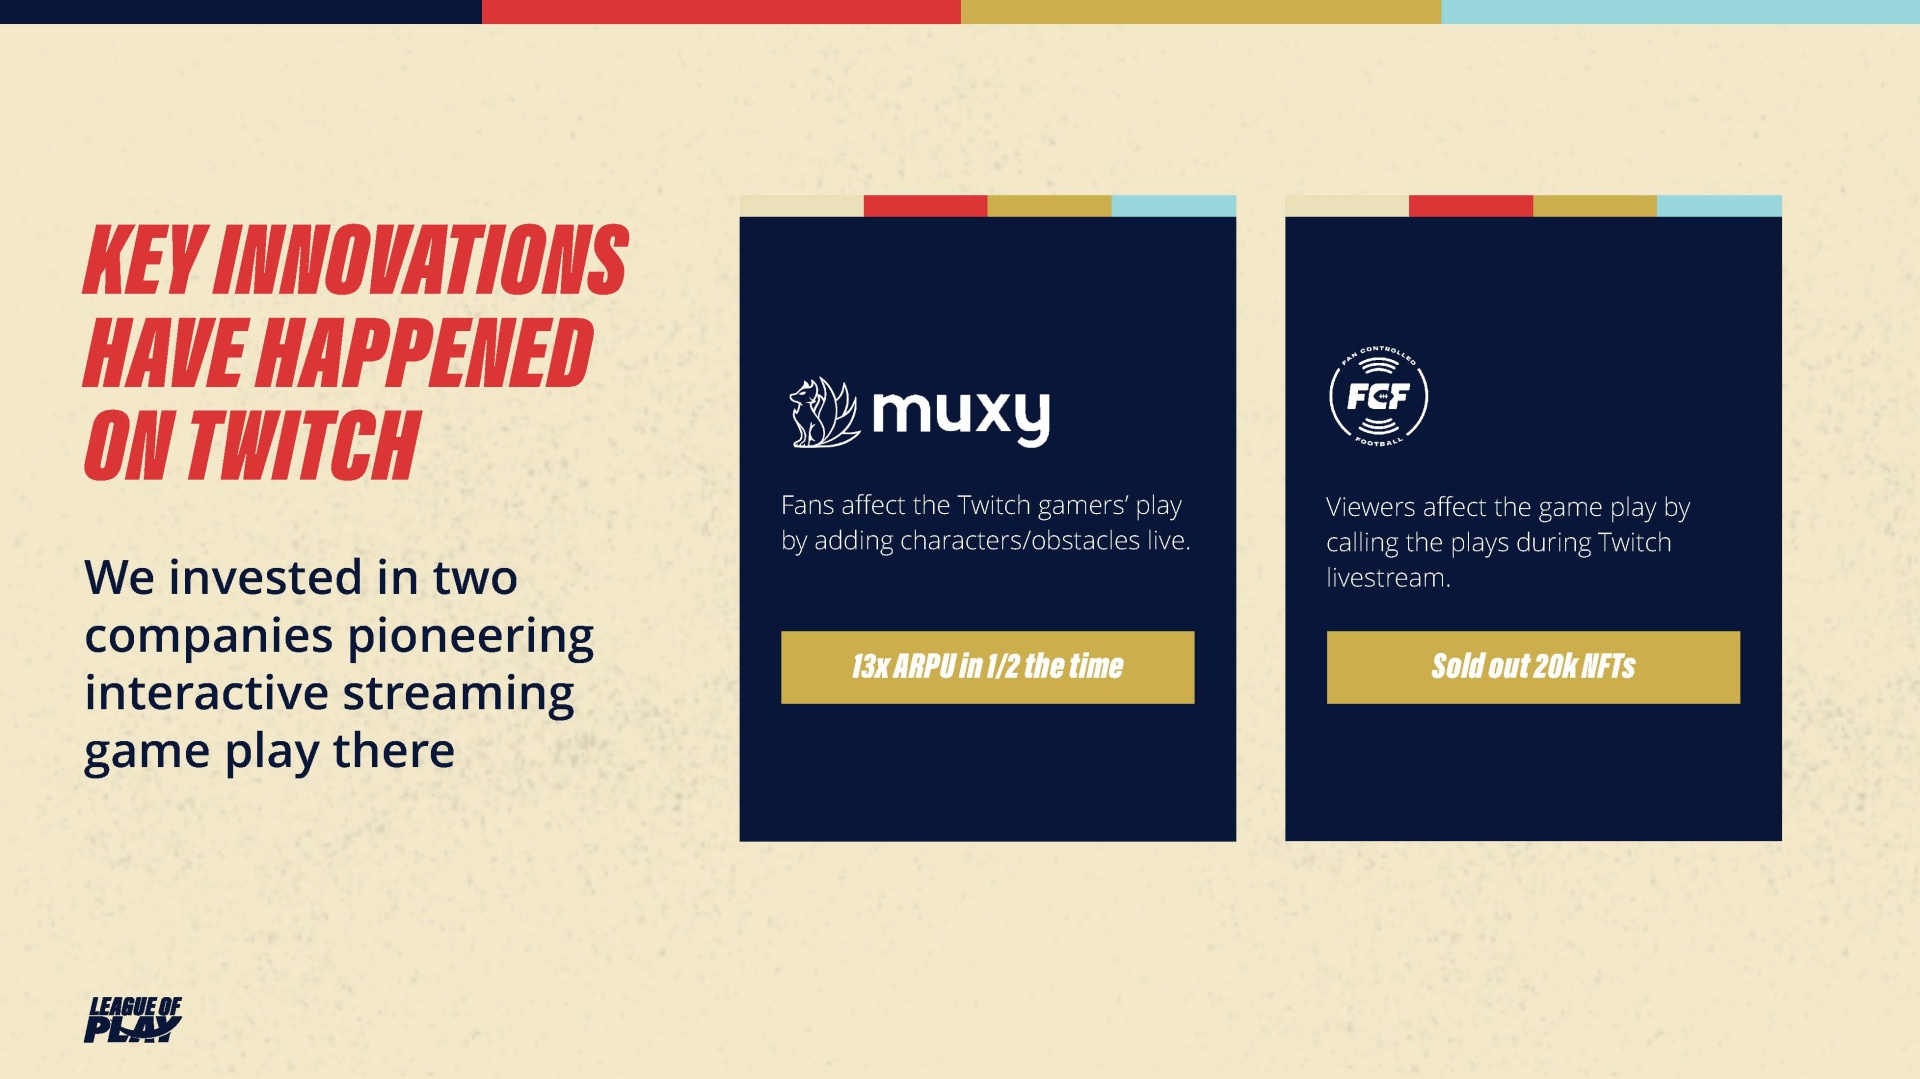 KEY INNOVATIONS
HAVE HAPPENED
ON TWITCH
We invested in two
companies pioneering
interactive streaming
game play there
muxy
Fans affect the Twitch gamers’ play
by adding characters/obstacles live.
13x ARPU in 1/2 the time
FAN CONTROLLED
FCF
FOOTBALL
Viewers affect the game play by
calling the plays during Twitch
livestream.
Sold out 20k NFTs
LEAGUE OF
PLAY